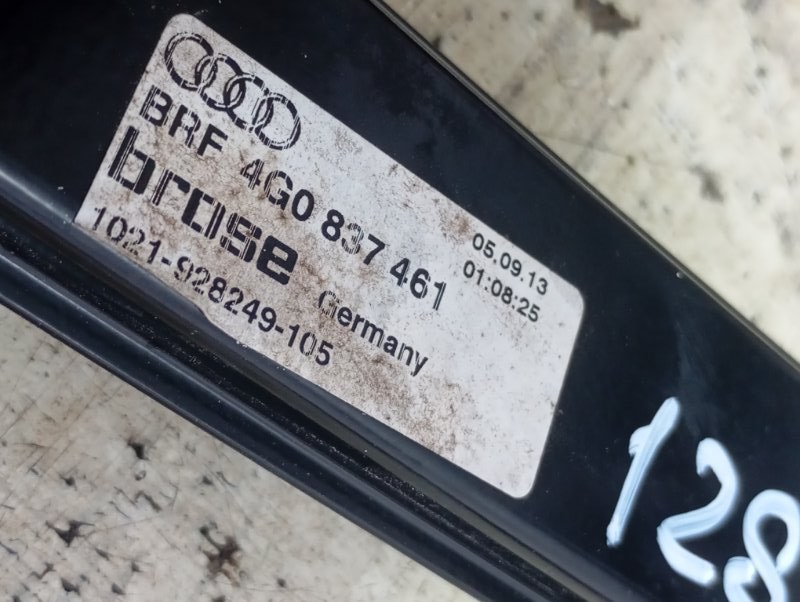 BRF 4G0 837 461
05.09.13
01:08:25
brose
Germany
1021-928249-105
128